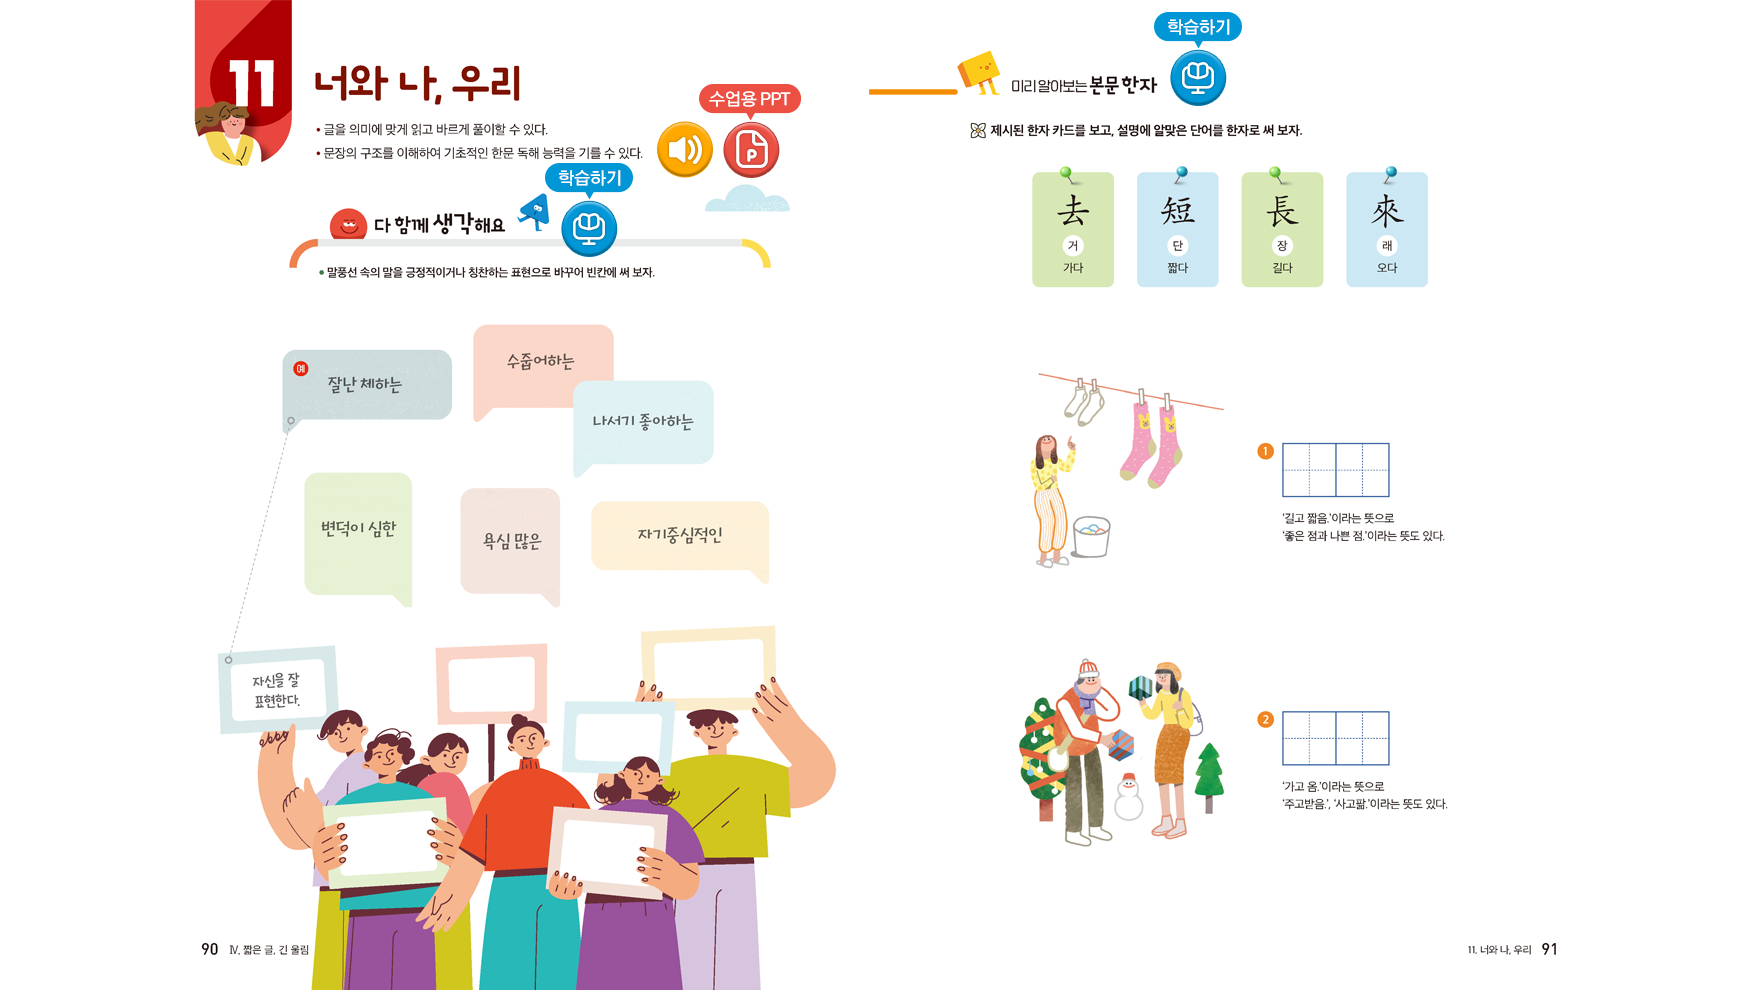 11
너와 나, 우리
• 글을 의미에 맞게 읽고 바르게 풀이할 수 있다.
• 문장의 구조를 이해하여 기초적인 한문 독해 능력을 기를 수 있다.
수업용 PPT
P
학습하기
다 함께 생각해요
• 말풍선 속의 말을 긍정적이거나 칭찬하는 표현으로 바꾸어 빈칸에 써 보자.
예
잘난 체하는
수줍어하는
나서기 좋아하는
변덕이 심한
욕심 많은
자기중심적인
자신을 잘
표현한다.
90 Ⅳ. 짧은 글, 긴 울림
학습하기
미리 알아보는 본문 한자
제시된 한자 카드를 보고, 설명에 알맞은 단어를 한자로 써 보자.
去 短 長 來
거 단 장 래
가다 짧다 길다 오다
1
'길고 짧음.'이라는 뜻으로
'좋은 점과 나쁜 점.'이라는 뜻도 있다.
2
'가고 옴.'이라는 뜻으로
'주고받음.', '사고팖.'이라는 뜻도 있다.
11. 너와 나, 우리 91